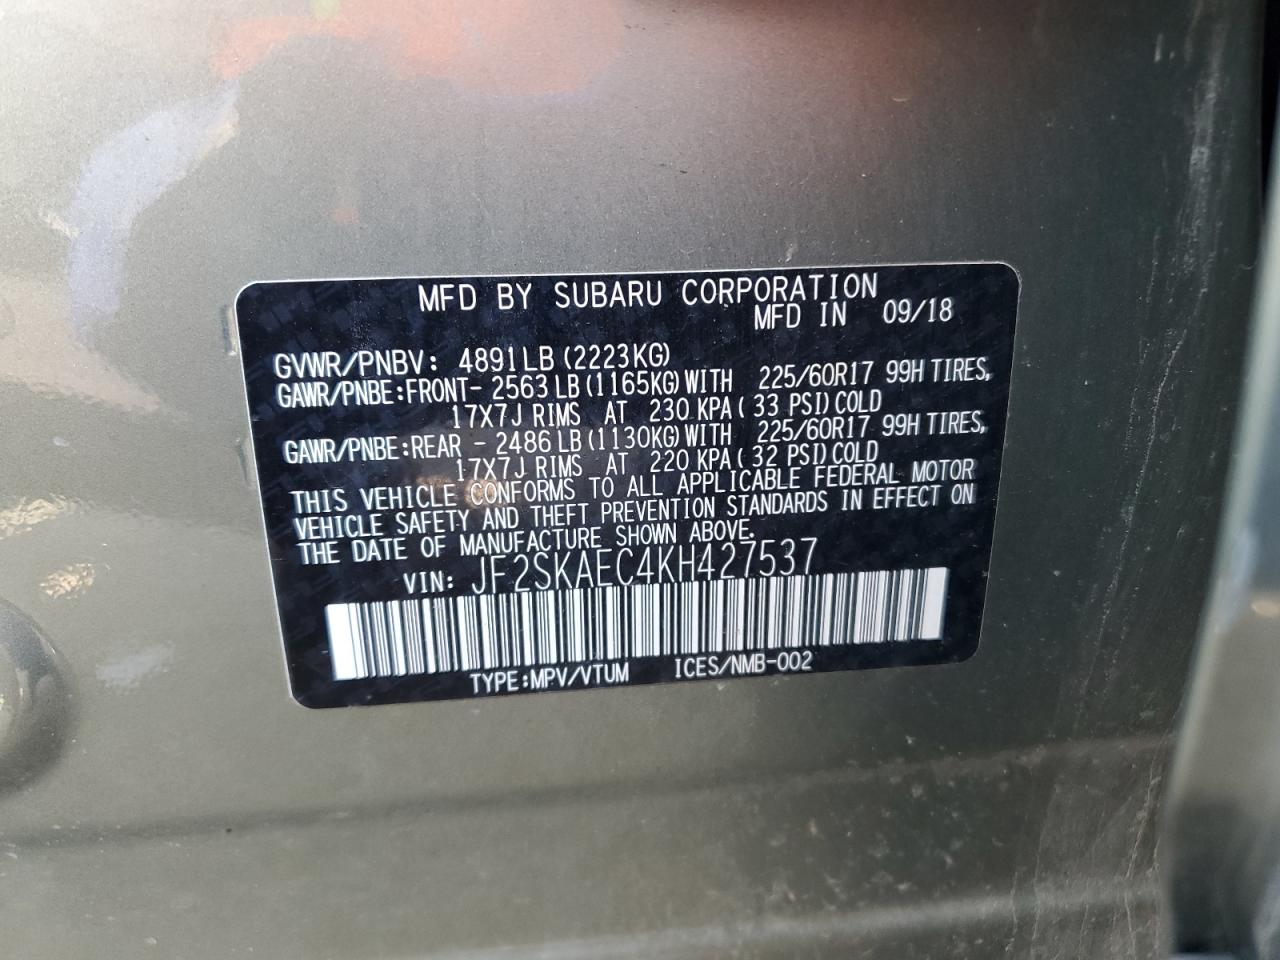 MFD BY SUBARU CORPORATION
MFD IN 09/18
GVWR/PNBV: 4891LB (2223KG)
GAWR/PNBE:FRONT- 2563 LB (1165KG) WITH 225/60R17 99H TIRES,
17X7J RIMS AT 230 KPA ( 33 PSI) COLD
GAWR/PNBE:REAR - 2486 LB (1130KG) WITH 225/60R17 99H TIRES,
17X7J RIMS AT 220 KPA ( 32 PSI) COLD
THIS VEHICLE CONFORMS TO ALL APPLICABLE FEDERAL MOTOR
VEHICLE SAFETY AND THEFT PREVENTION STANDARDS IN EFFECT ON
THE DATE OF MANUFACTURE SHOWN ABOVE.
VIN: JF2SKAEC4KH427537
TYPE:MPV/VTUM ICES/NMB-002